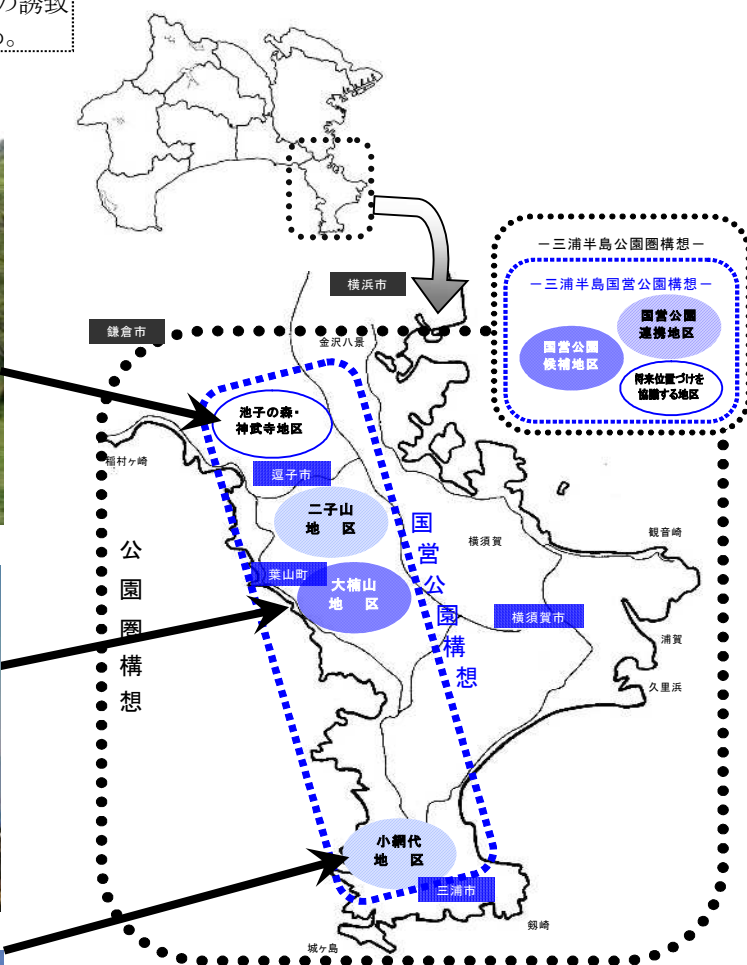 の誘致
。
－三浦半島公園圏構想－
－三浦半島国営公園構想－
国営公園
連携地区
国営公園
候補地区
将来位置づけを
協議する地区
横浜市
鎌倉市
金沢八景
池子の森・
神武寺地区
稲村ヶ崎
逗子市
二子山
地 区
国営公園構想
横須賀
観音崎
公園圏構想
葉山町
大楠山
地 区
横須賀市
浦賀
久里浜
小網代
地 区
三浦市
剱崎
城ヶ島